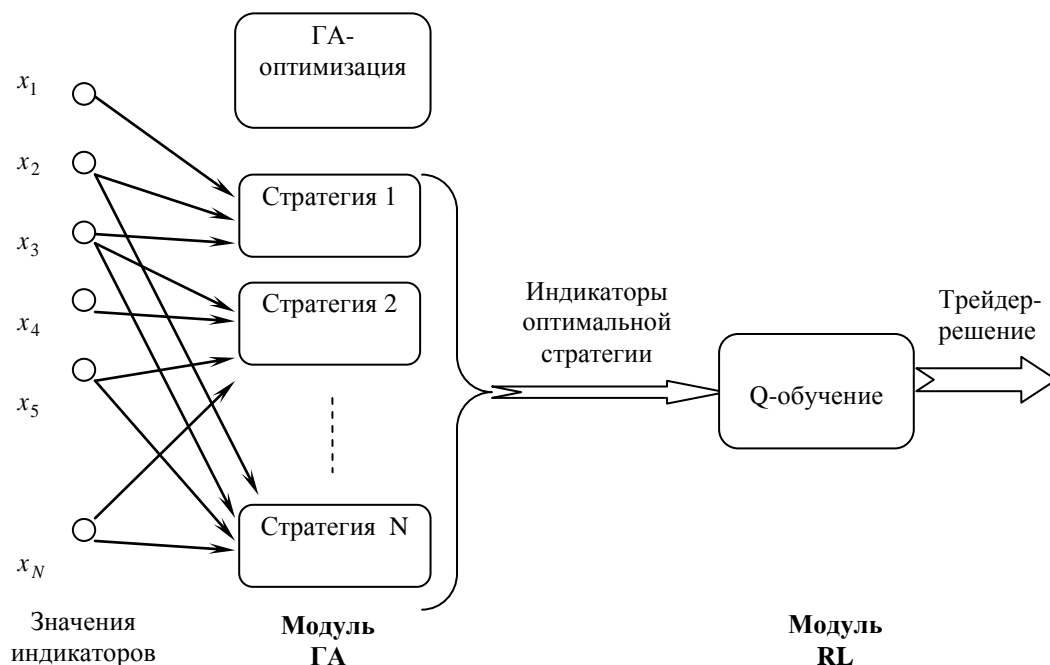 ГА-
оптимизация
x1
x2
x3
x4
x5
xN
Стратегия 1
Стратегия 2
Стратегия N
Индикаторы
оптимальной
стратегии
Q-обучение
Трейдер-
решение
Значения
индикаторов
Модуль
ГА
Модуль
RL